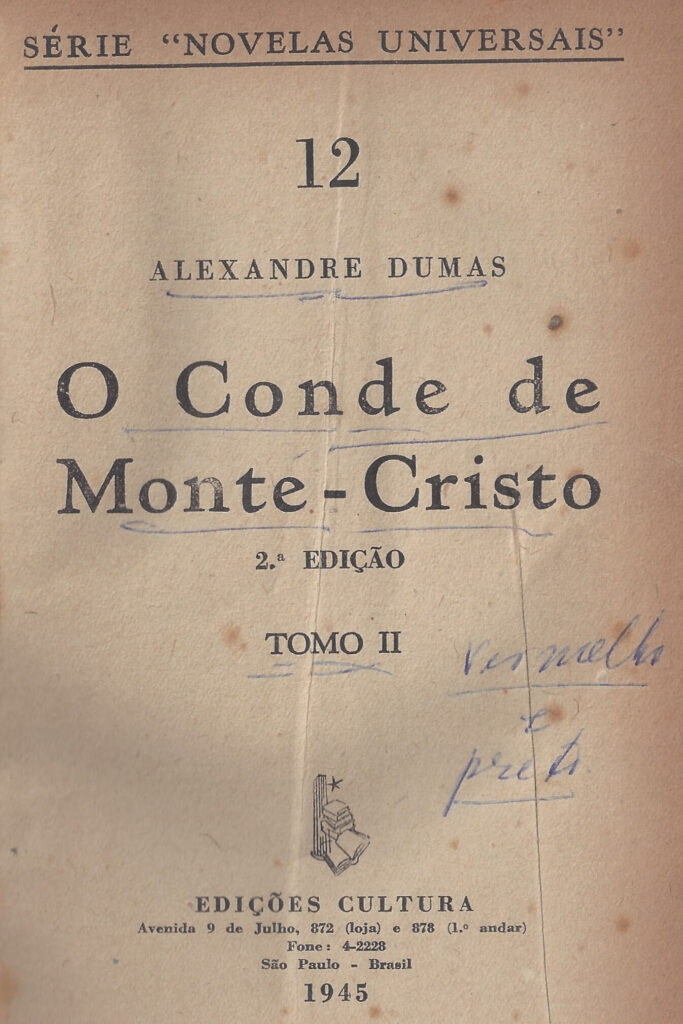 SÉRIE "NOVELAS UNIVERSAIS"
12
ALEXANDRE DUMAS
O Conde de
Monte-Cristo
2.ª EDIÇÃO
TOMO II
vermelho
e
preto
EDIÇÕES CULTURA
Avenida 9 de Julho, 872 (loja) e 878 (1.º andar)
Fone: 4-2228
São Paulo - Brasil
1945